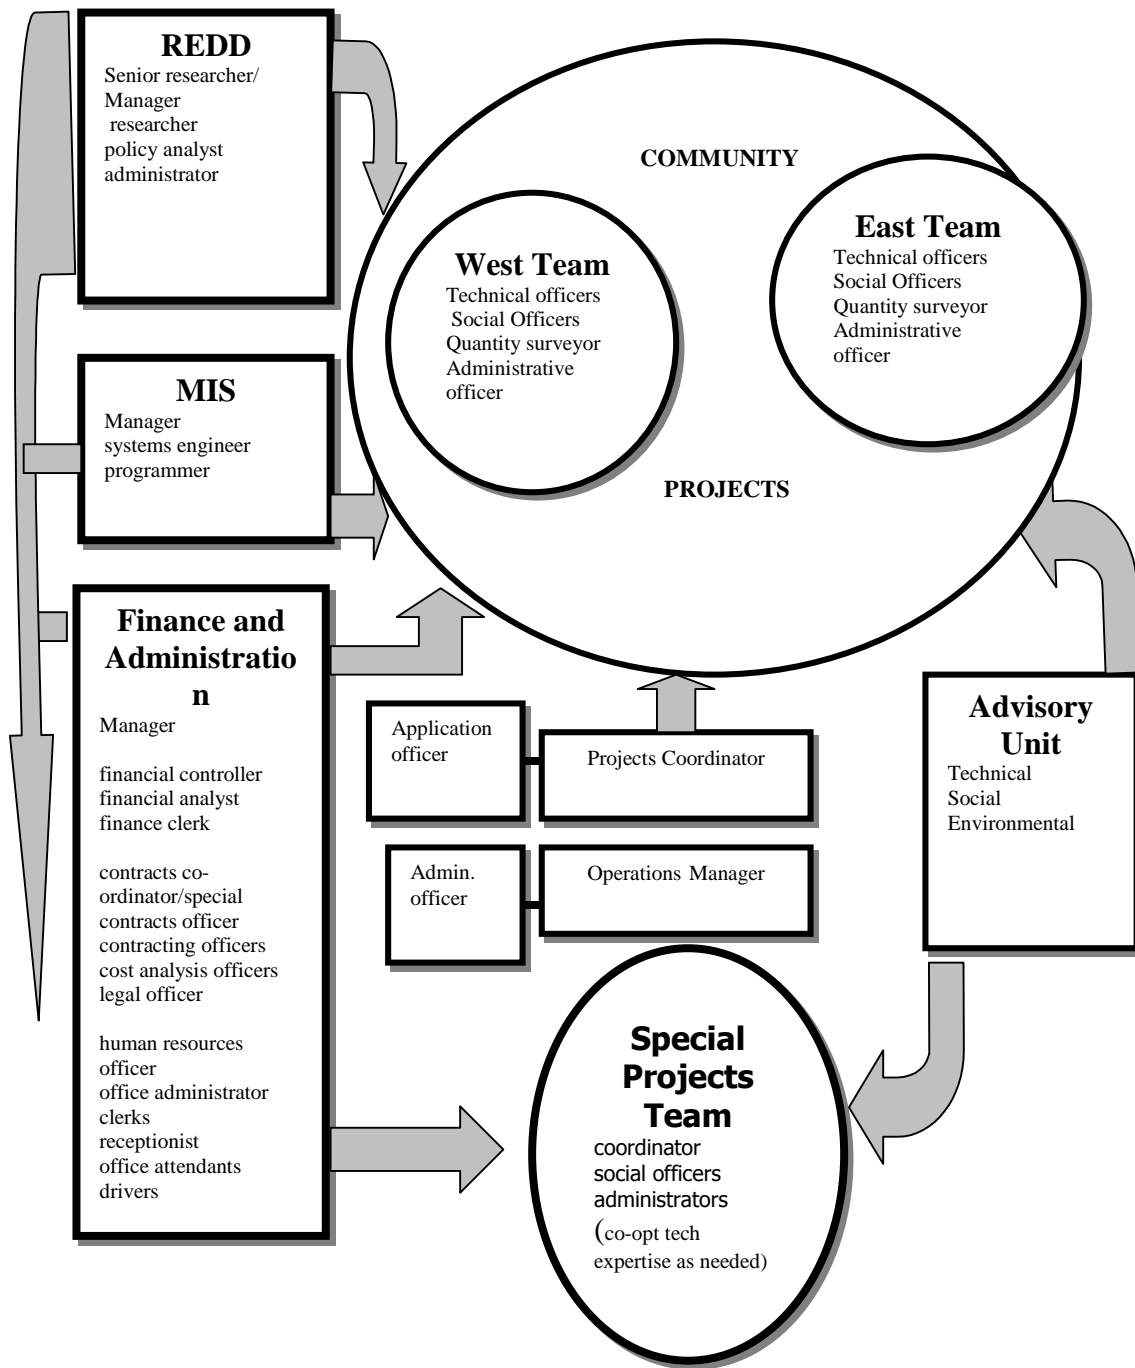 REDD
Senior researcher/
Manager
researcher
policy analyst
administrator
COMMUNITY
West Team
Technical officers
Social Officers
Quantity surveyor
Administrative
officer
East Team
Technical officers
Social Officers
Quantity surveyor
Administrative
officer
PROJECTS
MIS
Manager
systems engineer
programmer
Finance and
Administratio
n
Manager
financial controller
financial analyst
finance clerk
contracts co-
ordinator/special
contracts officer
contracting officers
cost analysis officers
legal officer
human resources
officer
office administrator
clerks
receptionist
office attendants
drivers
Application
officer
Projects Coordinator
Admin.
officer
Operations Manager
Advisory
Unit
Technical
Social
Environmental
Special
Projects
Team
coordinator
social officers
administrators
(co-opt tech
expertise as needed)